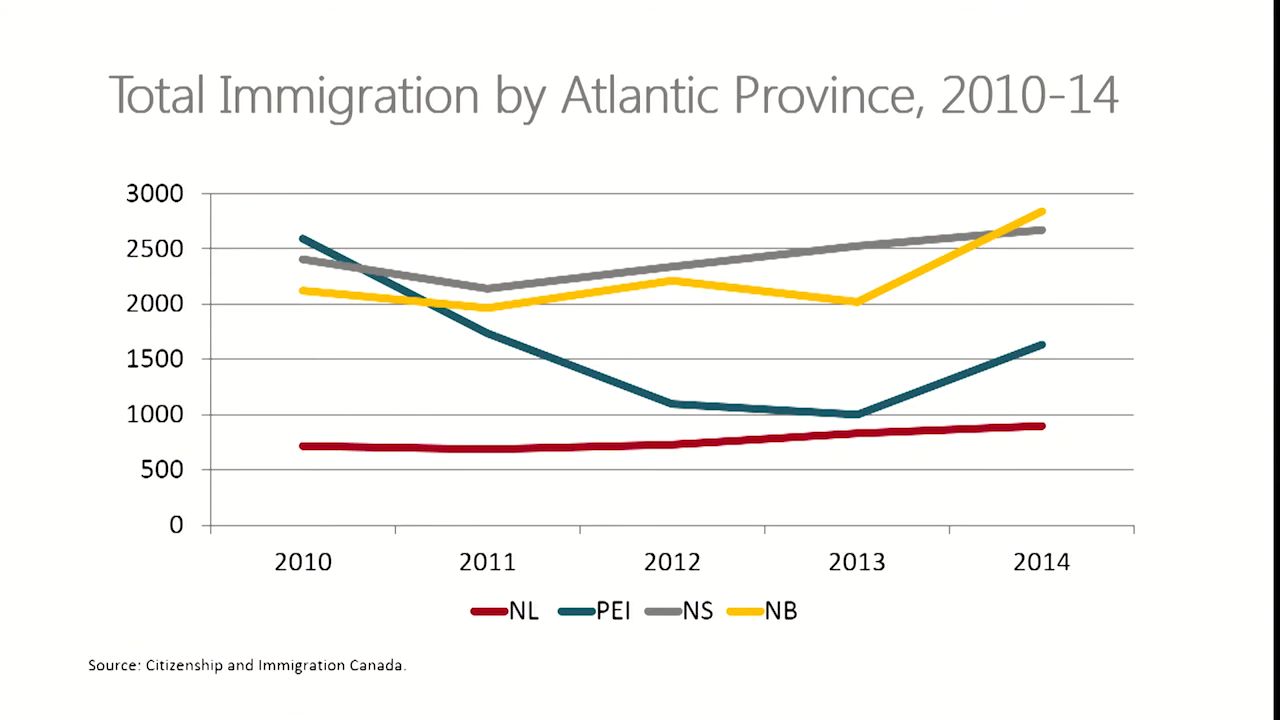 Total Immigration by Atlantic Province, 2010-14
3000
2500
2000
1500
1000
500
0
2010 2011 2012 2013 2014
NL PEI NS NB
Source: Citizenship and Immigration Canada.